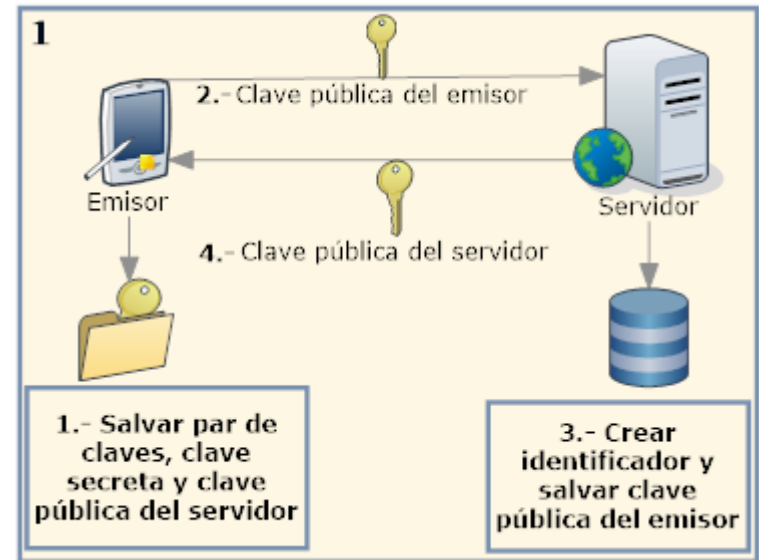 1
2.- Clave pública del emisor
Emisor
Servidor
4.- Clave pública del servidor
1.- Salvar par de
claves, clave
secreta y clave
pública del servidor
3.- Crear
identificador y
salvar clave
pública del emisor